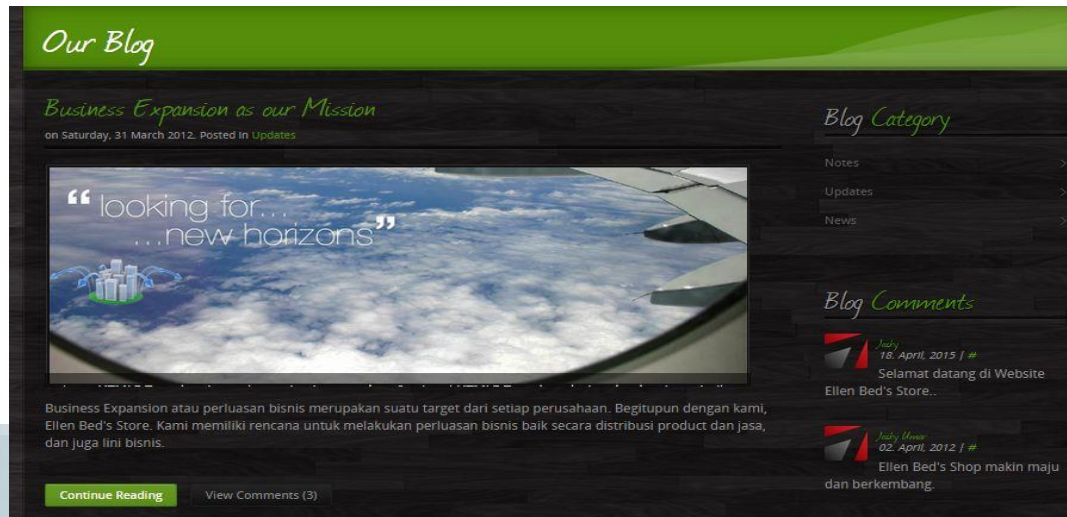 Our Blog
Business Expansion as our Mission
on Saturday, 31 March 2012. Posted in Updates
“ looking for...
...new horizons”
Business Expansion atau perluasan bisnis merupakan suatu target dari setiap perusahaan. Begitupun dengan kami,
Ellen Bed's Store. Kami memiliki rencana untuk melakukan perluasan bisnis baik secara distribusi product dan jasa,
dan juga lini bisnis.
Continue Reading
View Comments (3)
Blog Category
Notes
Updates
News
Blog Comments
18. April, 2015 | #
Selamat datang di Website
Ellen Bed's Store..
02. April, 2012 | #
Ellen Bed's Shop makin maju
dan berkembang.